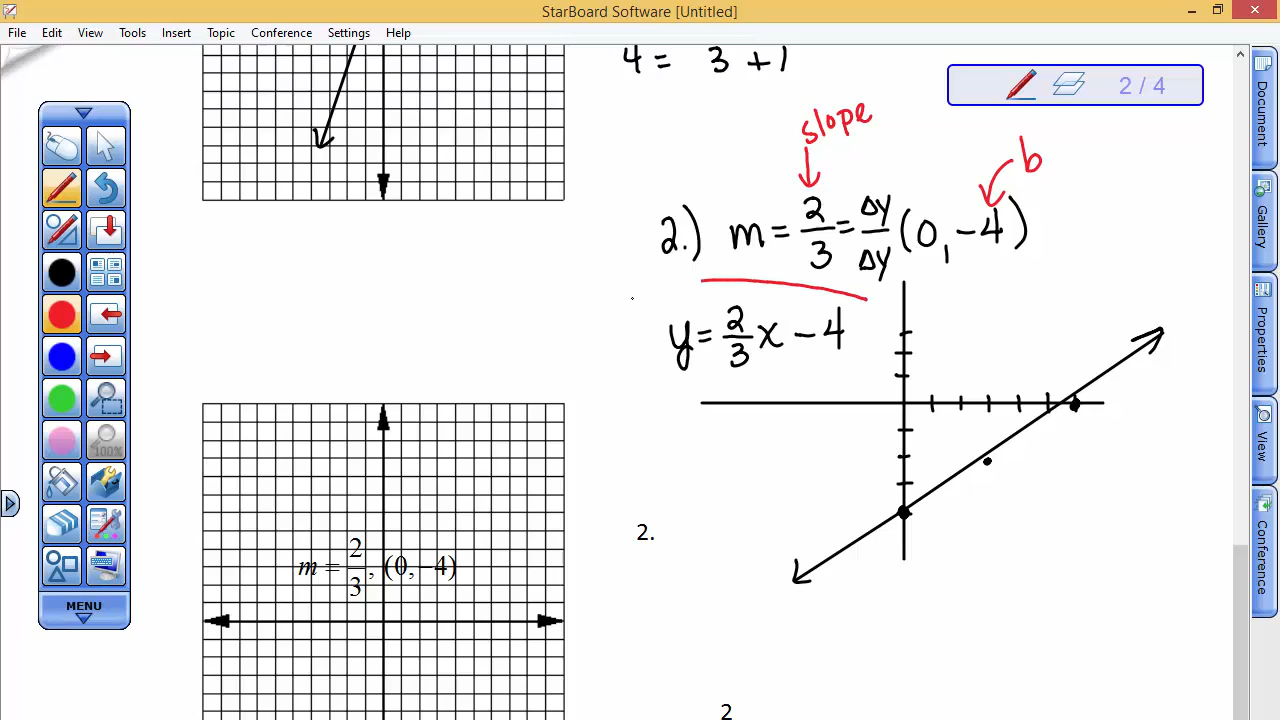 StarBoard Software [Untitled]
File Edit View Tools Insert Topic Conference Settings Help
4 = 3 + 1
2 / 4
slope
b
2.) m = 2/3 = Δy/Δy (0, -4)
y = 2/3 x - 4
2.
m = 2/3, (0, -4)
2
100%
MENU
Document
Gallery
Properties
View
Conference